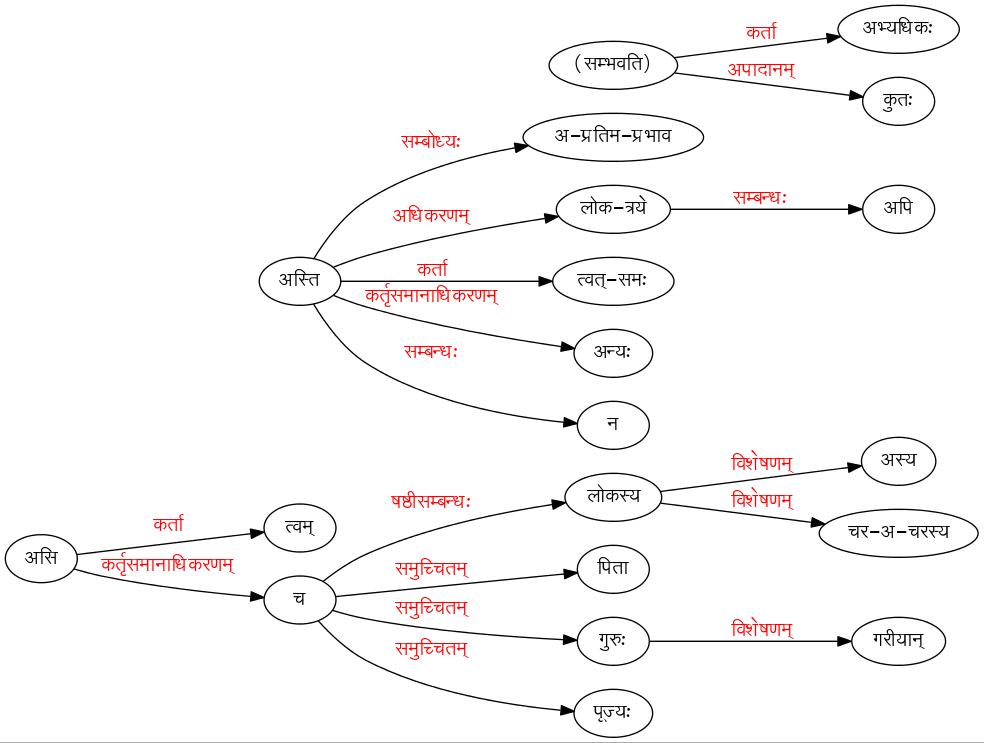 कर्ता
अभ्यधिकः
(सम्भवति)
अपादानम्
कुतः
सम्बोध्यः
अ-प्रतिम-प्रभाव
अधिकरणम्
लोक-त्रये
सम्बन्धः
अपि
अस्ति
कर्ता
त्वत्-समः
कर्तृसमानाधिकरणम्
अन्यः
सम्बन्धः
न
षष्ठीसम्बन्धः
लोकस्य
विशेषणम्
अस्य
विशेषणम्
चर-अ-चरस्य
असि
कर्ता
त्वम्
कर्तृसमानाधिकरणम्
च
समुच्चितम्
पिता
समुच्चितम्
गुरुः
विशेषणम्
गरीयान्
समुच्चितम्
पूज्यः